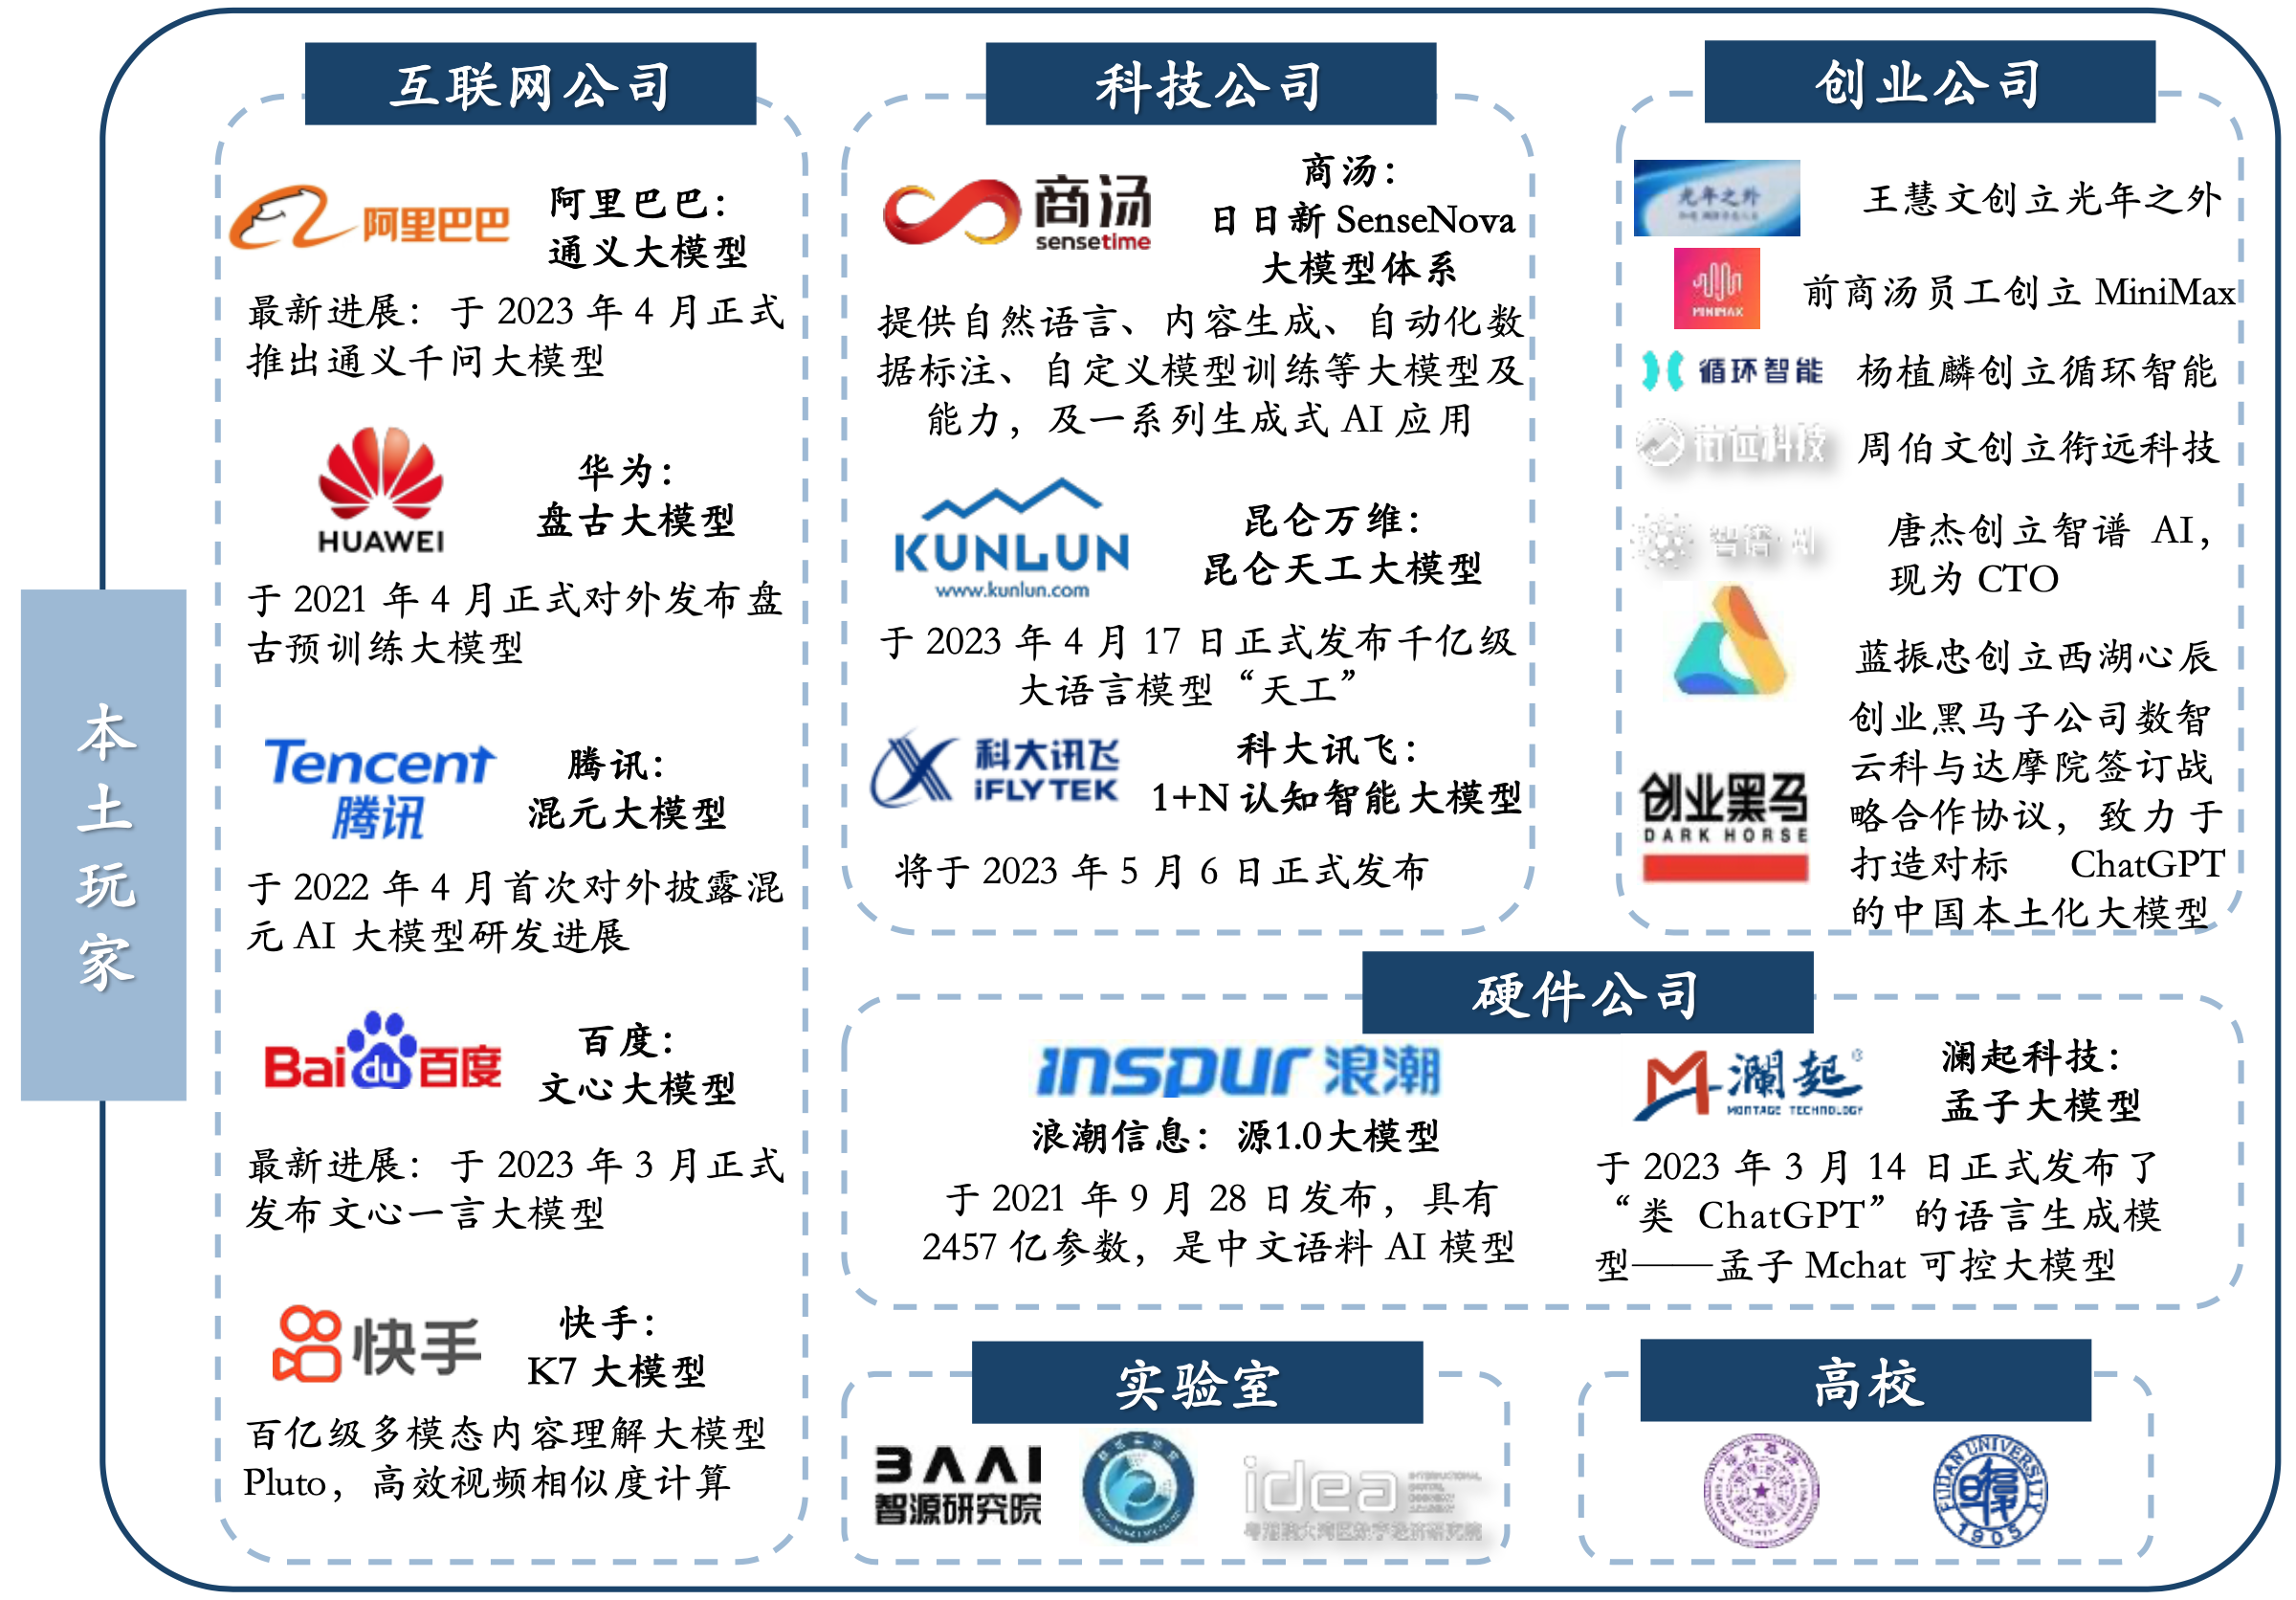 本土玩家
互联网公司
阿里巴巴
阿里巴巴：
通义大模型
最新进展：于 2023 年 4 月正式
推出通义千问大模型
HUAWEI
华为：
盘古大模型
于 2021 年 4 月正式对外发布盘
古预训练大模型
Tencent
腾讯
腾讯：
混元大模型
于 2022 年 4 月首次对外披露混
元 AI 大模型研发进展
Bai du 百度
百度：
文心大模型
最新进展：于 2023 年 3 月正式
发布文心一言大模型
快手
快手：
K7 大模型
百亿级多模态内容理解大模型
Pluto，高效视频相似度计算
科技公司
商汤
sensetime
商汤：
日日新 SenseNova
大模型体系
提供自然语言、内容生成、自动化数
据标注、自定义模型训练等大模型及
能力，及一系列生成式 AI 应用
KUNLUN
www.kunlun.com
昆仑万维：
昆仑天工大模型
于 2023 年 4 月 17 日正式发布千亿级
大语言模型“天工”
科大讯飞
iFLYTEK
科大讯飞：
1+N 认知智能大模型
将于 2023 年 5 月 6 日正式发布
创业公司
光年之外
王慧文创立光年之外
MINIMAX
前商汤员工创立 MiniMax
循环智能
杨植麟创立循环智能
衔远科技
周伯文创立衔远科技
智谱·AI
唐杰创立智谱 AI，
现为 CTO
蓝振忠创立西湖心辰
创业黑马
DARK HORSE
创业黑马子公司数智
云科与达摩院签订战
略合作协议，致力于
打造对标 ChatGPT
的中国本土化大模型
硬件公司
inspur 浪潮
浪潮信息：源1.0大模型
于 2021 年 9 月 28 日发布，具有
2457 亿参数，是中文语料 AI 模型
澜起®
MONTAGE TECHNOLOGY
澜起科技：
孟子大模型
于 2023 年 3 月 14 日正式发布了
“类 ChatGPT”的语言生成模
型——孟子 Mchat 可控大模型
实验室
BAAI
智源研究院
idea
粤港澳大湾区数字经济研究院
高校
FUDAN UNIVERSITY
1905